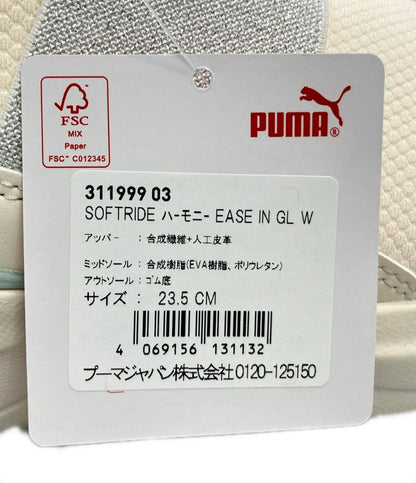 FSC
MIX
Paper
FSC™ C012345
PUMA®
311999 03
SOFTRIDE ハーモニー EASE IN GL W
アッパー : 合成繊維+人工皮革
ミッドソール : 合成樹脂(EVA樹脂、ポリウレタン)
アウトソール : ゴム底
サイズ : 23.5 CM
4 069156 131132
プーマジャパン株式会社0120-125150